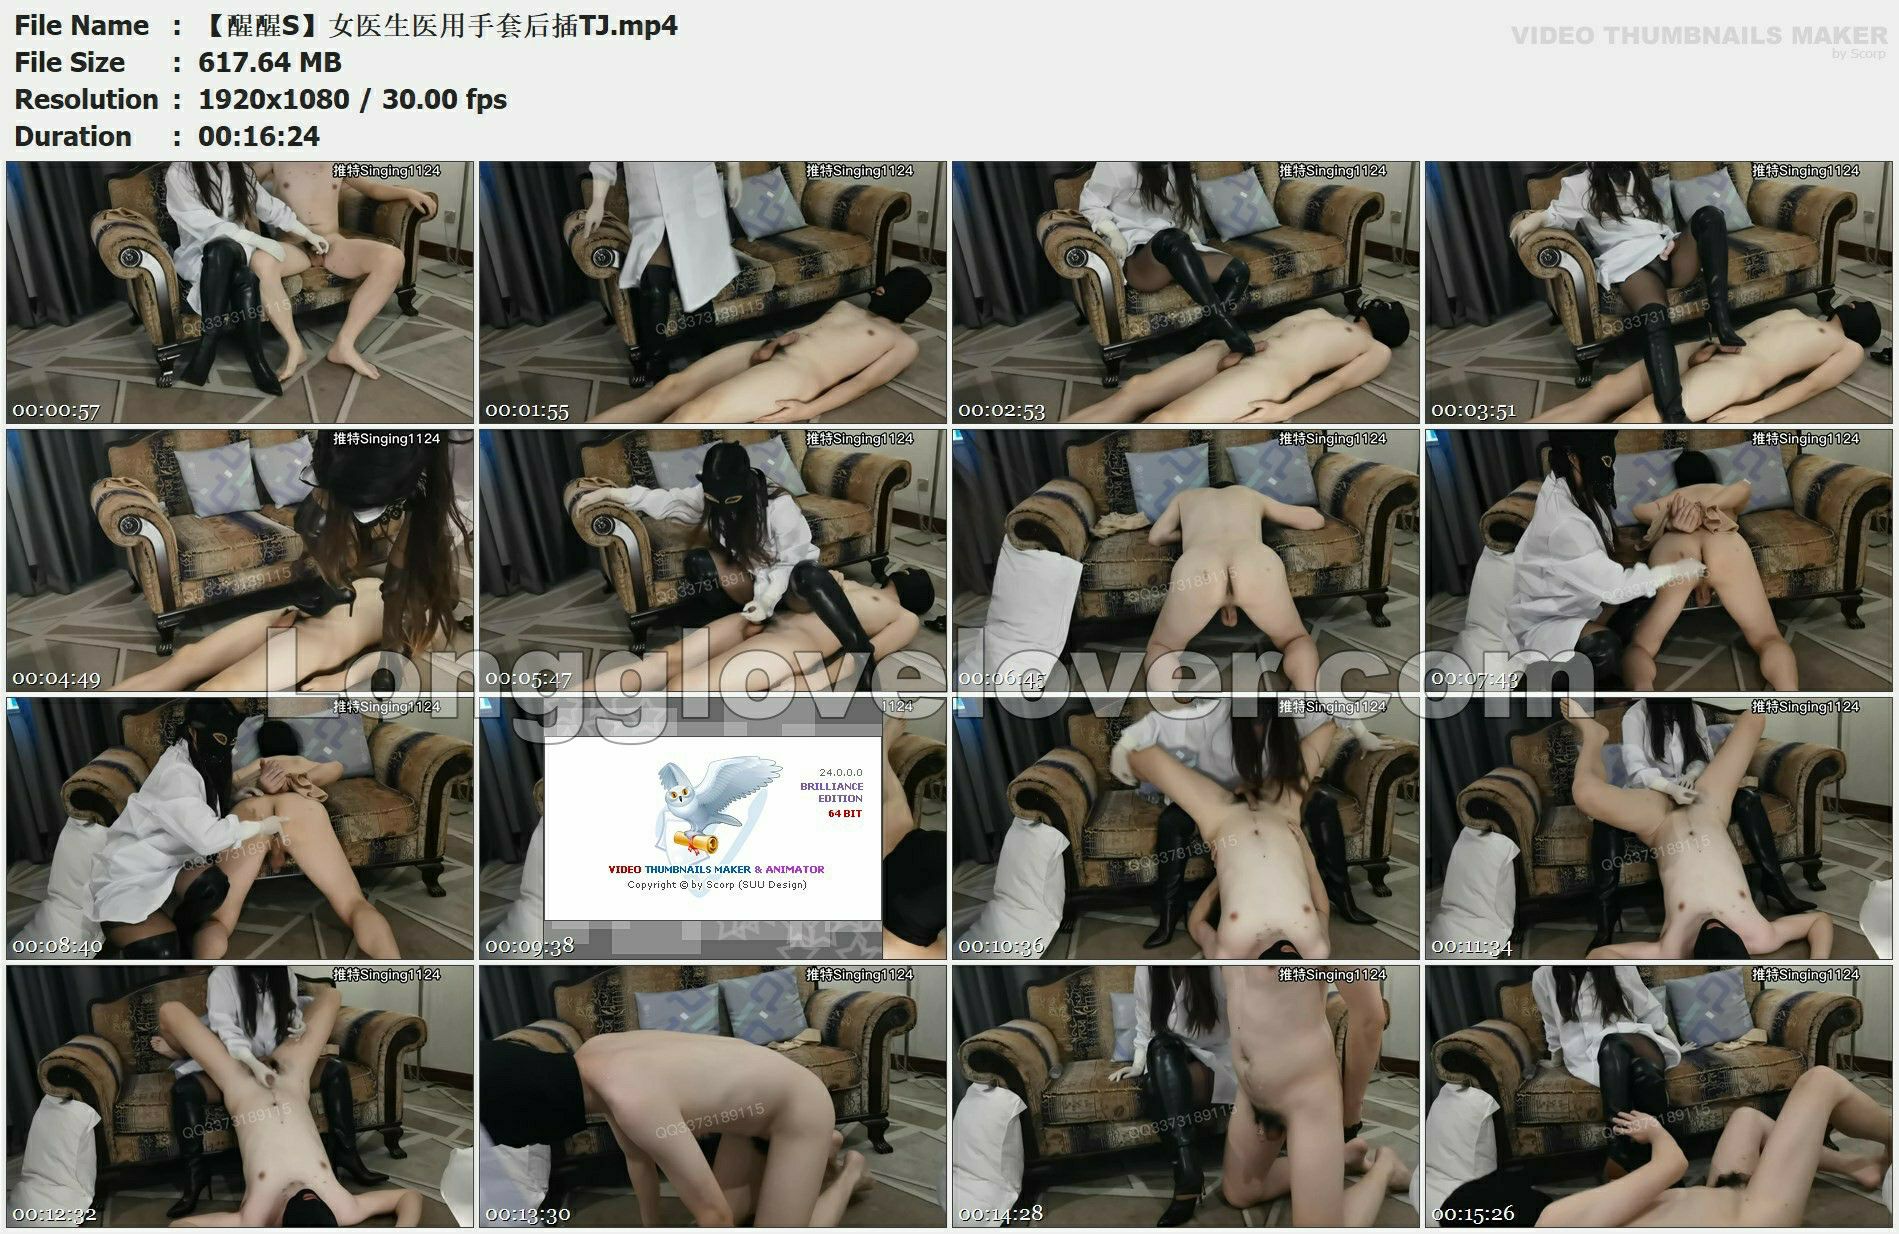 File Name : 【醒醒S】女医生医用手套后插TJ.mp4
VIDEO THUMBNAILS MAKER
by Scorp
File Size : 617.64 MB
Resolution : 1920x1080 / 30.00 fps
Duration : 00:16:24
推特Singing1124
QQ3373189115
00:00:57
推特Singing1124
QQ3373189115
00:01:55
推特Singing1124
QQ3373189115
00:02:53
推特Singing1124
QQ3373189115
00:03:51
推特Singing1124
QQ3373189115
00:04:49
推特Singing1124
QQ3373189115
00:05:47
推特Singing1124
QQ3373189115
00:06:45
推特Singing1124
QQ3373189115
00:07:43
Longglovelover.com
推特Singing1124
QQ3373189115
00:08:40
1124
24.0.0.0
BRILLIANCE
EDITION
64 BIT
VIDEO THUMBNAILS MAKER & ANIMATOR
Copyright © by Scorp (SUU Design)
00:09:38
推特Singing1124
QQ3373189115
00:10:36
推特Singing1124
QQ3373189115
00:11:34
推特Singing1124
QQ3373189115
00:12:32
推特Singing1124
QQ3373189115
00:13:30
推特Singing1124
QQ3373189115
00:14:28
推特Singing1124
QQ3373189115
00:15:26